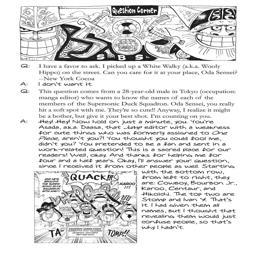 Question Corner
Q: I have a favor to ask. I picked up a White Walky (a.k.a. Woody
Hippo) on the street. Can you care for it at your place, Oda Sensei?
- New York Cocoa
A: I don't want it.
Q: This question comes from a 28-year-old male in Tokyo (occupation:
manga editor) who wants to know the names of each of the
members of the Supersonic Duck Squadron. Oda Sensei, you really
hit a soft spot with me. They're so cute!! Anyway, I realize it might
be a bother, but give it your best shot. I'm counting on you.
A: Hey! Hey! Now hold on just a minute, you. You're
Asada, a.k.a. Dasaa, that Jump editor with a weakness
for cute things who was formerly assigned to One
Piece, aren't you?! You thought you could fool me,
didn't you? You pretended to be a fan and sent in a
work-related question! This is a sacred place for our
readers! Well, okay. And thanks for helping me for
four and a half years. Okay, I'll answer your question
since I received it from other people as well. Starting
with the bottom row,
from left to right, they
are: Cowboy, Bourbon Jr.,
Karoo, Centaur, and
Hikoichi. The top two are
Stomp and Ivan X. That's
it. I had given them all
names, but I thought that
revealing them would just
confuse people, so that's
why I hadn't.
QUACK!!!
TA